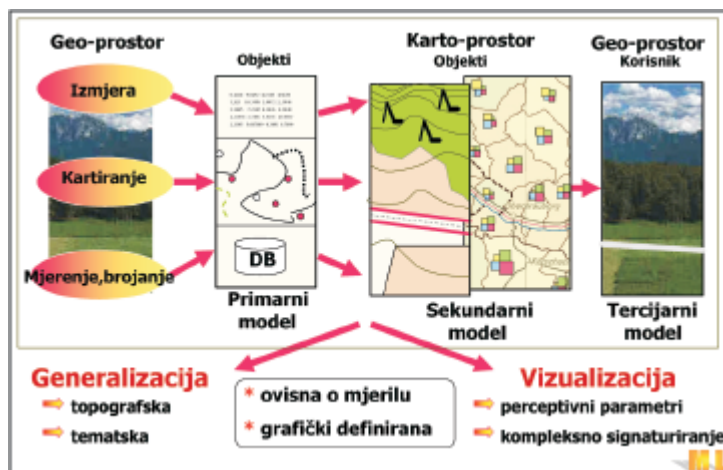 Geo-prostor
Karto-prostor
Geo-prostor
Objekti
Objekti
Korisnik
Izmjera
Kartiranje
Mjerenje,brojanje
DB
Primarni
model
Sekundarni
model
Tercijarni
model
Generalizacija
topografska
tematska
* ovisna o mjerilu
* grafički definirana
Vizualizacija
perceptivni parametri
kompleksno signaturiranje